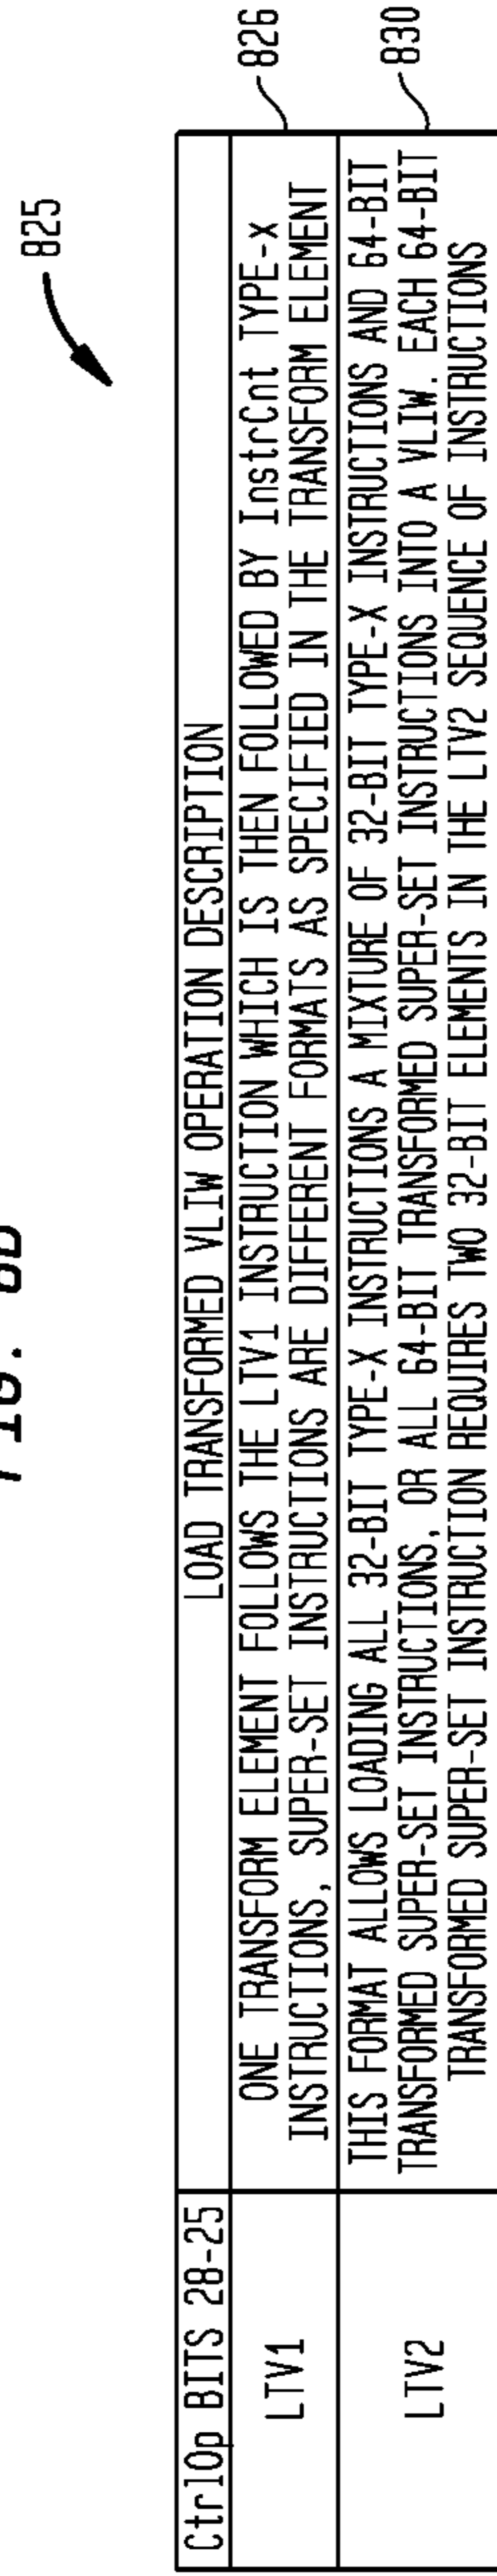 825
CtrlOp BITS 28-25
LOAD TRANSFORMED VLIW OPERATION DESCRIPTION
LTV1
ONE TRANSFORM ELEMENT FOLLOWS THE LTV1 INSTRUCTION WHICH IS THEN FOLLOWED BY InstrCnt TYPE-x
INSTRUCTIONS, SUPER-SET INSTRUCTIONS ARE DIFFERENT FORMATS AS SPECIFIED IN THE TRANSFORM ELEMENT
826
LTV2
THIS FORMAT ALLOWS LOADING ALL 32-BIT TYPE-X INSTRUCTIONS A MIXTURE OF 32-BIT TYPE-X INSTRUCTIONS AND 64-BIT
TRANSFORMED SUPER-SET INSTRUCTIONS, OR ALL 64-BIT TRANSFORMED SUPER-SET INSTRUCTIONS INTO A VLIW. EACH 64-BIT
TRANSFORMED SUPER-SET INSTRUCTION REQUIRES TWO 32-BIT ELEMENTS IN THE LTV2 SEQUENCE OF INSTRUCTIONS
830